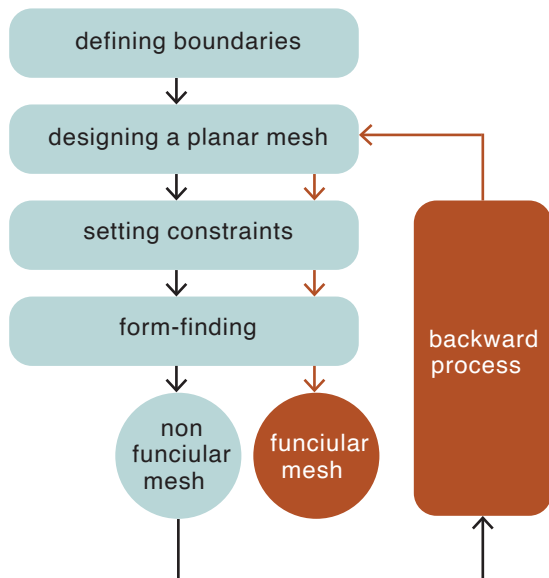 defining boundaries
designing a planar mesh
setting constraints
form-finding
non
funciular
mesh
funciular
mesh
backward
process